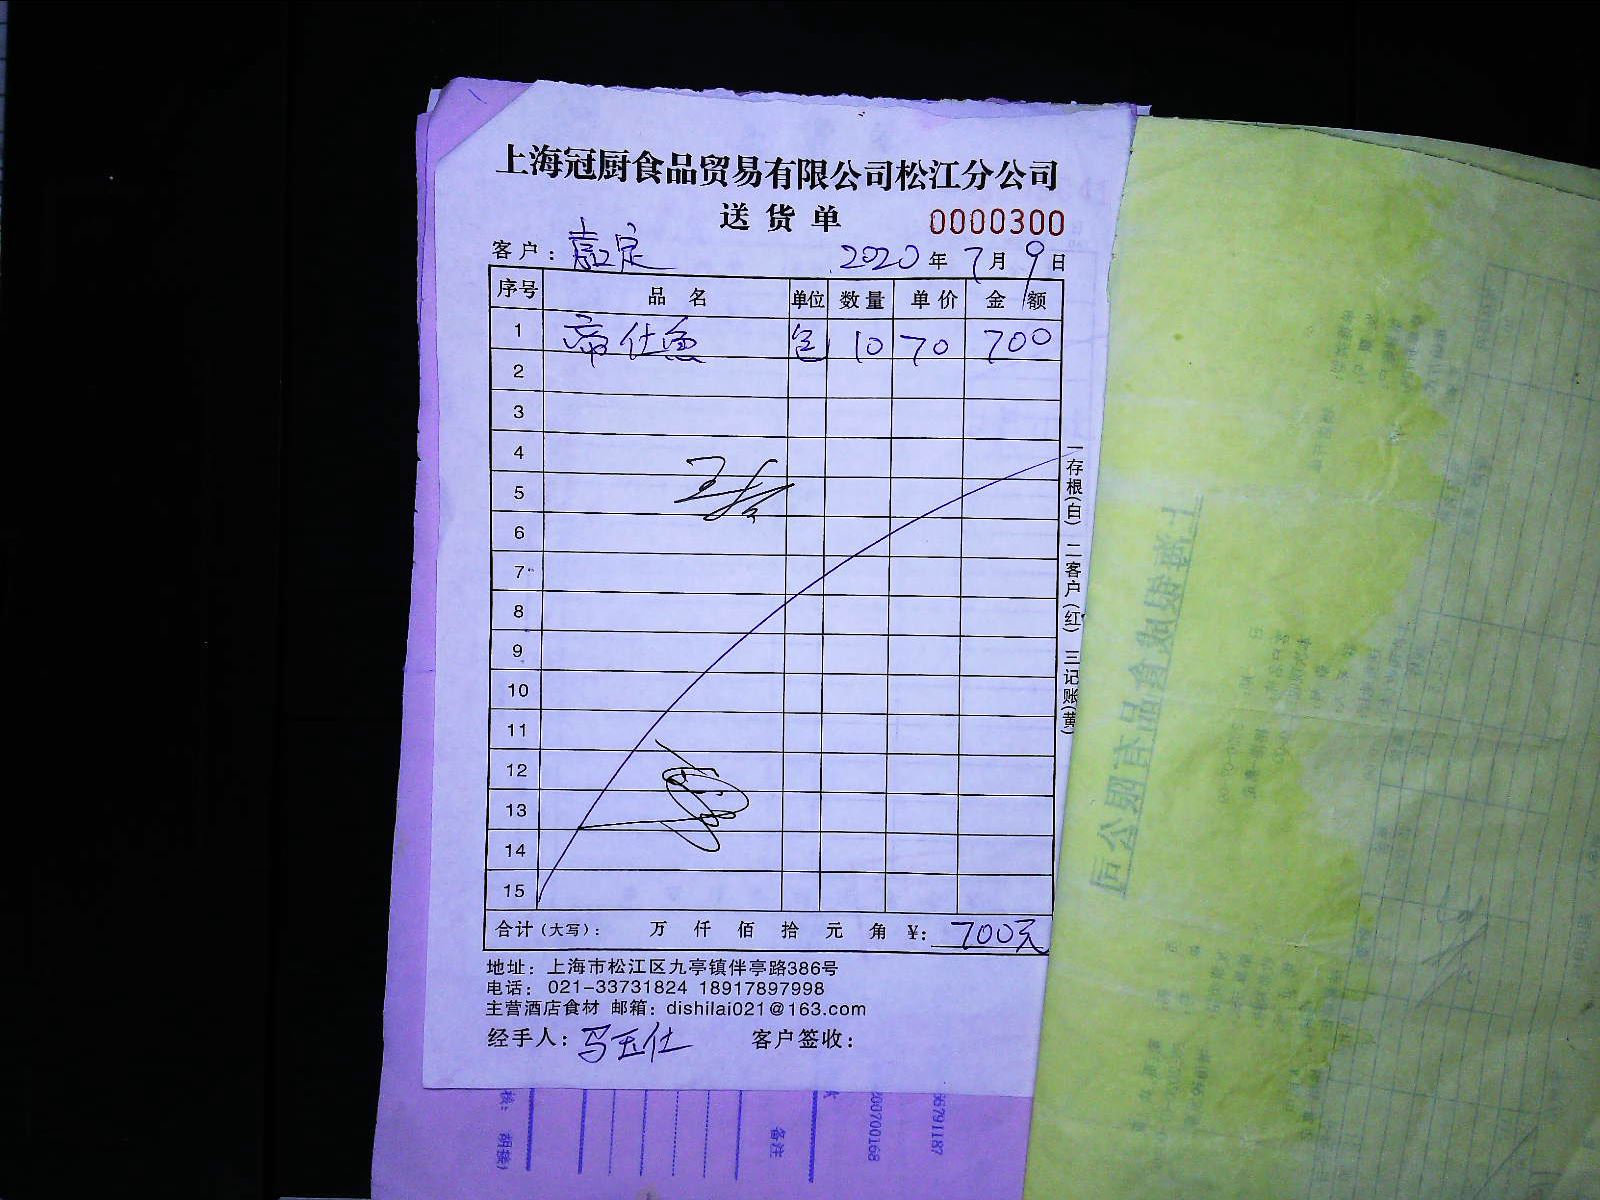 上海冠厨食品贸易有限公司松江分公司
送货单 0000300
客户：嘉定 2020年7月9日
序号 品名 单位 数量 单价 金额
1 帝仕鱼 包 10 70 700
2
3
4
5
6
7
8
9
10
11
12
13
14
15
合计（大写）： 万 仟 佰 拾 元 角 ¥：700元
地址：上海市松江区九亭镇伴亭路386号
电话：021-33731824 18917897998
主营酒店食材 邮箱：dishilai021@163.com
经手人：马玉仕 客户签收：
一存根（白） 二客户（红） 三记账（黄）
备注